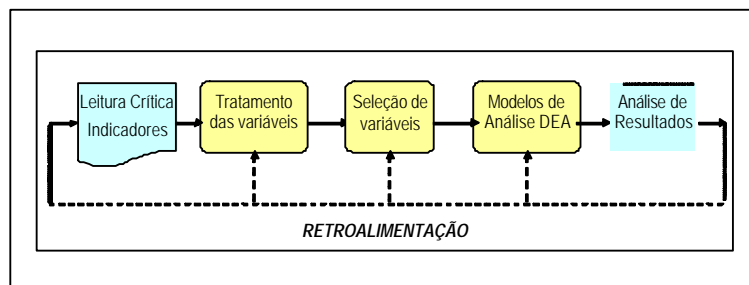 Leitura Crítica
Indicadores
Tratamento
das variáveis
Seleção de
variáveis
Modelos de
Análise DEA
Análise de
Resultados
RETROALIMENTAÇÃO